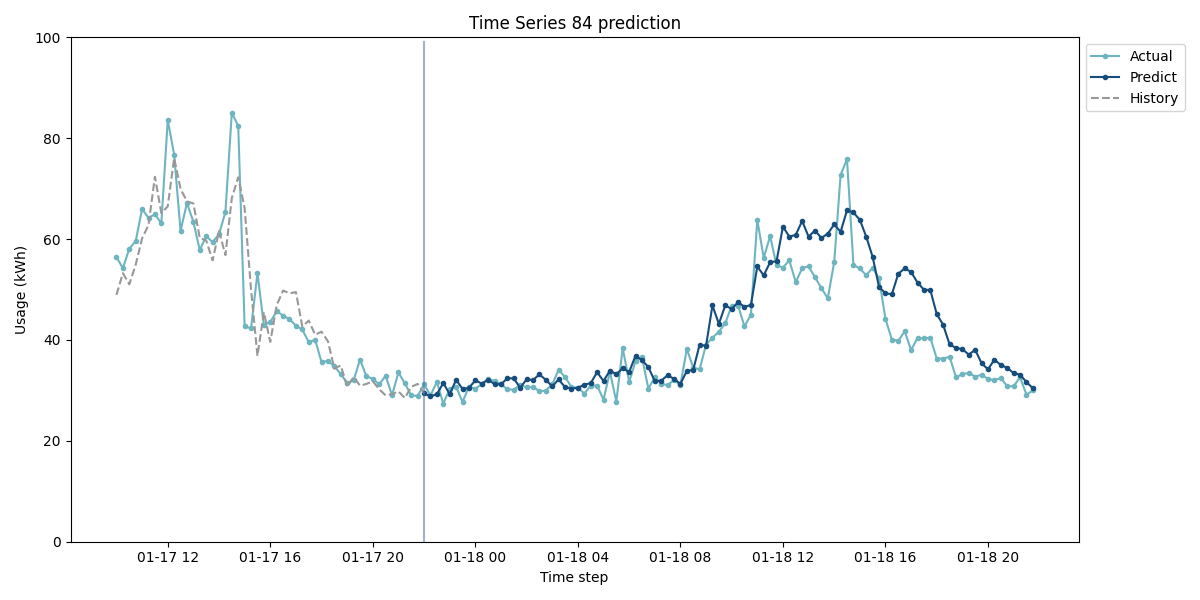 Time Series 84 prediction
Usage (kWh)
100
80
60
40
20
0
01-17 12
01-17 16
01-17 20
01-18 00
01-18 04
01-18 08
01-18 12
01-18 16
01-18 20
Time step
Actual
Predict
History